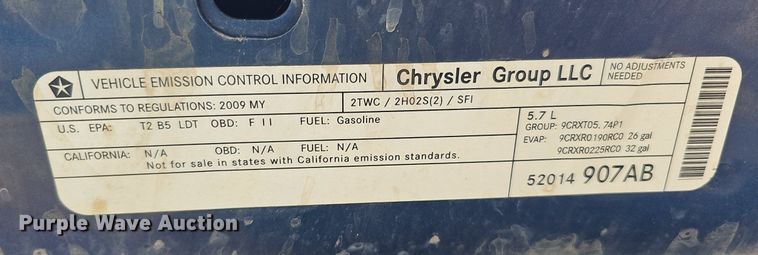 VEHICLE EMISSION CONTROL INFORMATION
Chrysler Group LLC
NO ADJUSTMENTS
NEEDED
CONFORMS TO REGULATIONS: 2009 MY
2TWC / 2HO2S(2) / SFI
U.S. EPA: T2 B5 LDT OBD: F II FUEL: Gasoline
CALIFORNIA: N/A OBD: N/A FUEL: N/A
Not for sale in states with California emission standards.
5.7 L
GROUP: 9CRXT05.74P1
EVAP: 9CRXR0190RC0 26 gal
9CRXR0225RC0 32 gal
52014 907AB
Purple Wave Auction